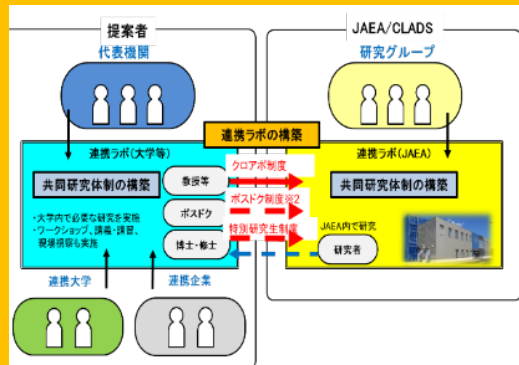 提案者
代表機関
JAEA/CLADS
研究グループ
連携ラボの構築
連携ラボ(大学等)
共同研究体制の構築
・大学内で必要な研究を実施
・ワークショップ、講義・講習、
現場視察も実施
教授等
ポスドク
博士・修士
クロアポ制度
ポスドク制度※2
特別研究生制度
連携ラボ(JAEA)
共同研究体制の構築
JAEA内で研究
研究者
連携大学
連携企業